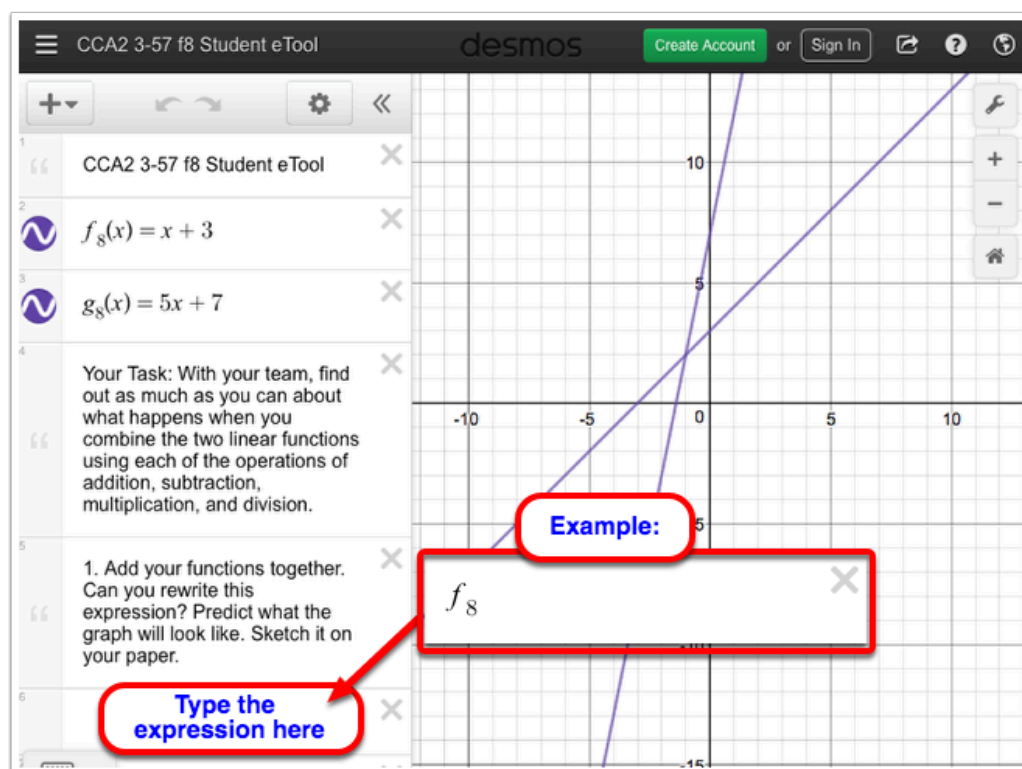 CCA2 3-57 f8 Student eTool
desmos
Create Account
or
Sign In
1
CCA2 3-57 f8 Student eTool
2
f₈(x) = x + 3
3
g₈(x) = 5x + 7
4
Your Task: With your team, find
out as much as you can about
what happens when you
combine the two linear functions
using each of the operations of
addition, subtraction,
multiplication, and division.
5
1. Add your functions together.
Can you rewrite this
expression? Predict what the
graph will look like. Sketch it on
your paper.
6
Type the
expression here
10
5
-10
-5
0
5
10
Example:
5
f₈
-10
-15